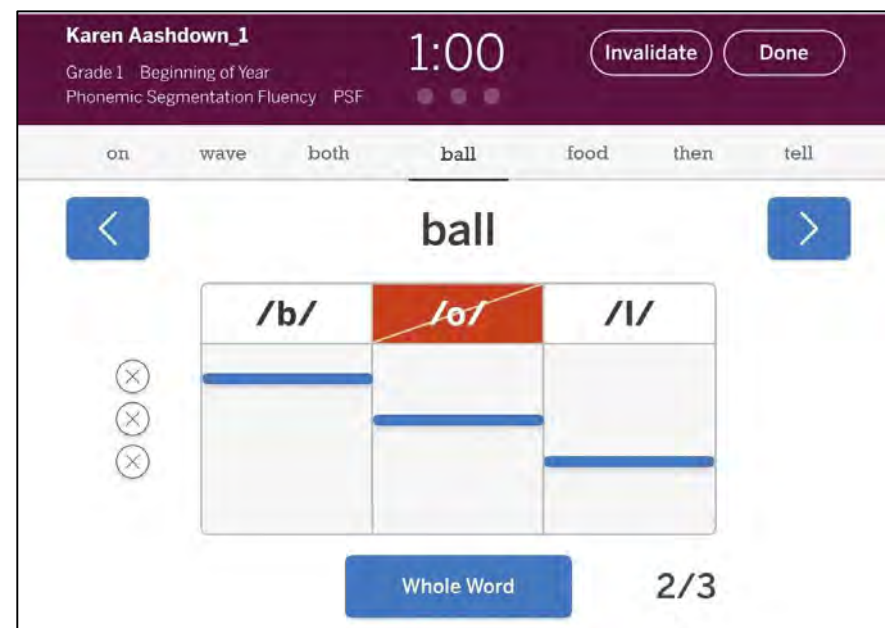 Karen Aashdown_1
Grade 1 Beginning of Year
Phonemic Segmentation Fluency PSF
1:00
Invalidate
Done
on wave both ball food then tell
ball
/b/ /o/ /l/
Whole Word
2/3